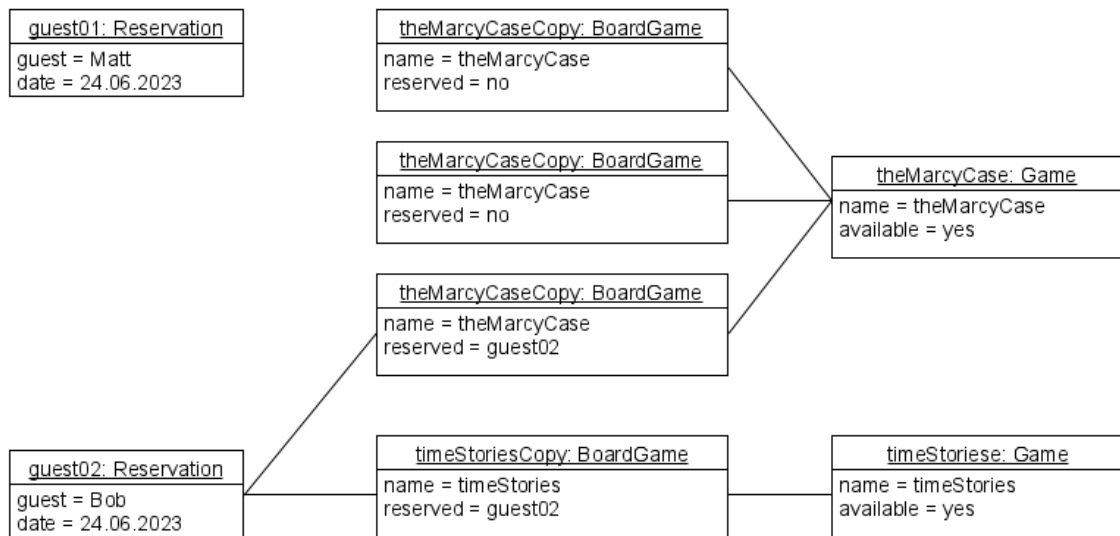 guest01: Reservation
guest = Matt
date = 24.06.2023
theMarcyCaseCopy: BoardGame
name = theMarcyCase
reserved = no
theMarcyCaseCopy: BoardGame
name = theMarcyCase
reserved = no
theMarcyCase: Game
name = theMarcyCase
available = yes
theMarcyCaseCopy: BoardGame
name = theMarcyCase
reserved = guest02
guest02: Reservation
guest = Bob
date = 24.06.2023
timeStoriesCopy: BoardGame
name = timeStories
reserved = guest02
timeStoriese: Game
name = timeStories
available = yes